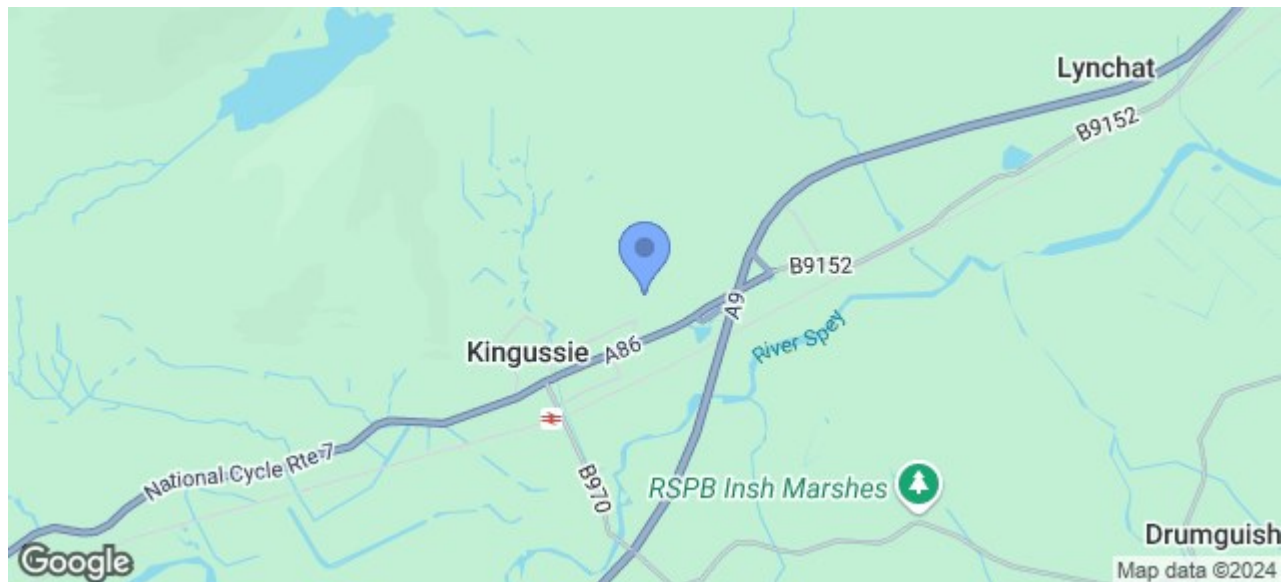 Lynchat
B9152
B9152
A9
River Spey
Kingussie
A86
National Cycle Rte 7
B970
RSPB Insh Marshes
Drumguish
Google
Map data ©2024